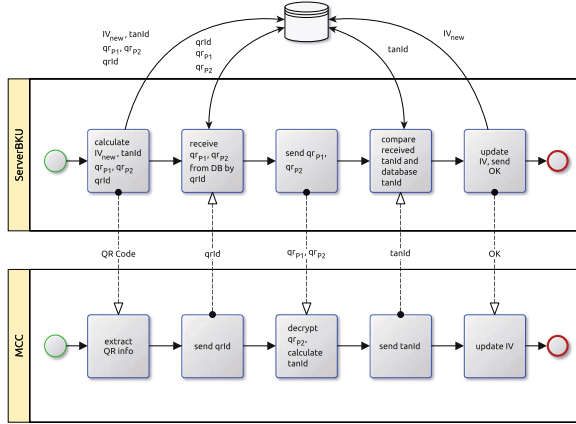 IVnew, tanId
qrP1, qrP2
qrId
qrId
qrP1
qrP2
tanId
IVnew
ServerBKU
calculate
IVnew, tanId
qrP1, qrP2
qrId
receive
qrP1, qrP2
from DB by
qrId
send qrP1,
qrP2
compare
received
tanId and
database
tanId
update
IV, send
OK
QR Code
qrId
qrP1, qrP2
tanId
OK
MCC
extract
QR info
send qrId
decrypt
qrP2,
calculate
tanId
send tanId
update IV